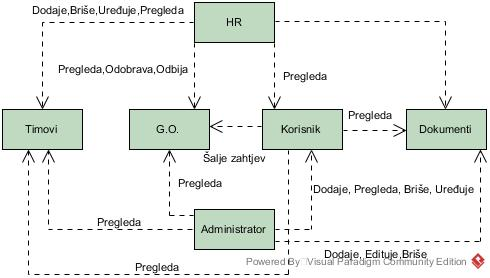 Dodaje,Briše,Uređuje,Pregleda
HR
Pregleda,Odobrava,Odbija
Pregleda
Timovi
G.O.
Korisnik
Pregleda
Dokumenti
Šalje zahtjev
Pregleda
Dodaje, Pregleda, Briše, Uređuje
Pregleda
Administrator
Dodaje, Edituje,Briše
Pregleda
Powered By Visual Paradigm Community Edition